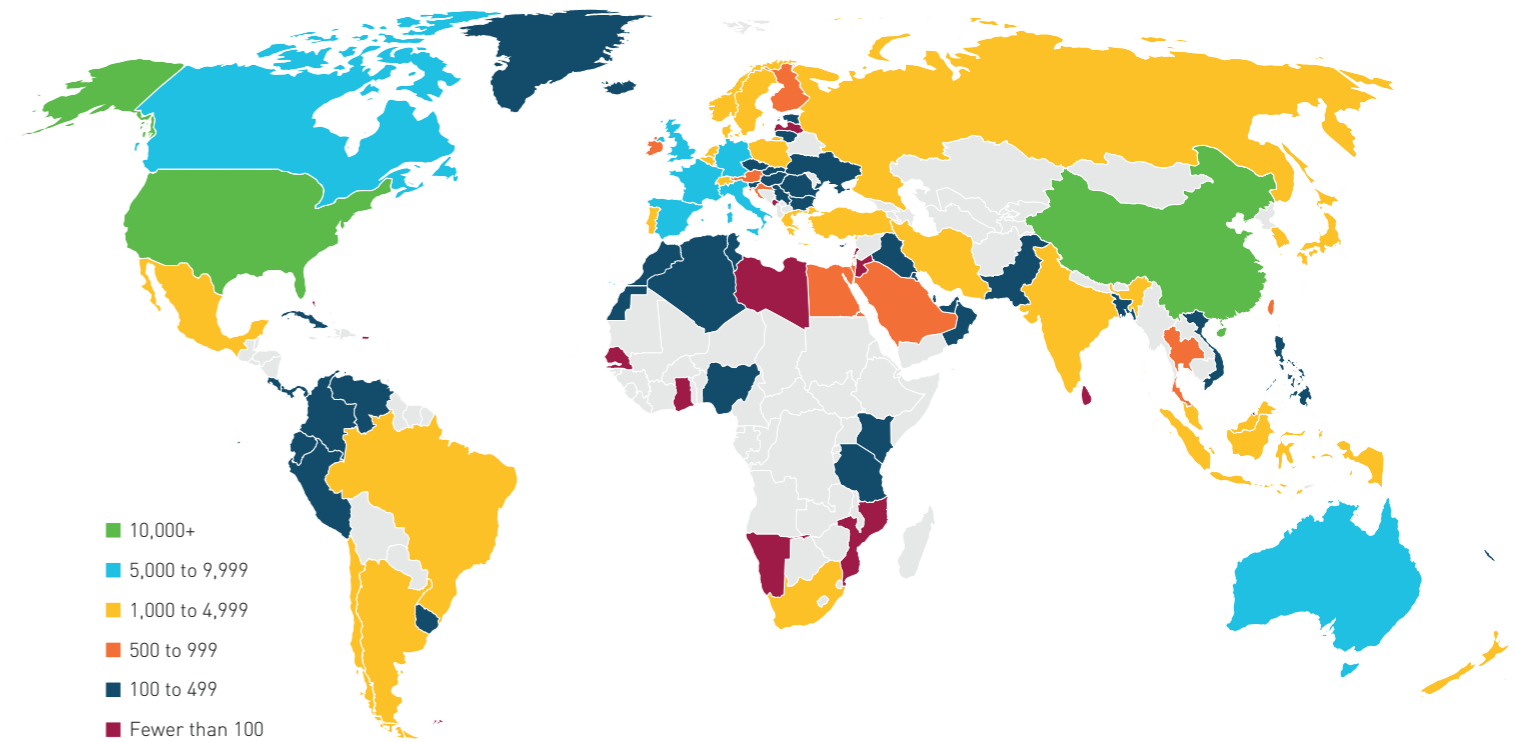 10,000+
5,000 to 9,999
1,000 to 4,999
500 to 999
100 to 499
Fewer than 100